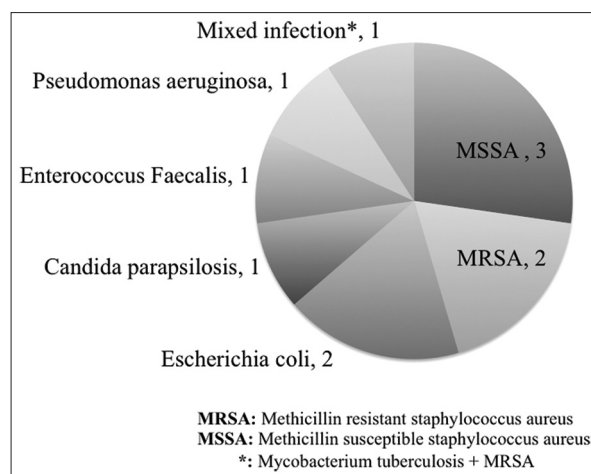 Mixed infection*, 1
Pseudomonas aeruginosa, 1
MSSA , 3
Enterococcus Faecalis, 1
MRSA, 2
Candida parapsilosis, 1
Escherichia coli, 2
MRSA: Methicillin resistant staphylococcus aureus
MSSA: Methicillin susceptible staphylococcus aureus
*: Mycobacterium tuberculosis + MRSA